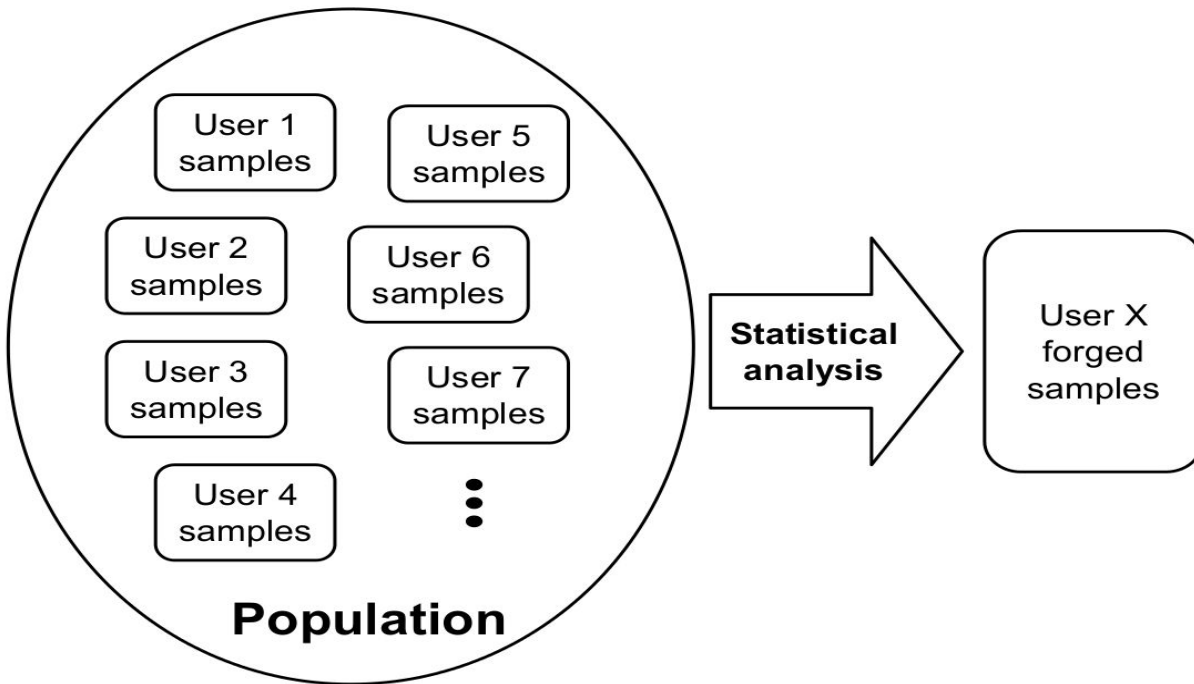 User 1
samples
User 5
samples
User 2
samples
User 6
samples
User 3
samples
User 7
samples
User 4
samples
Population
Statistical
analysis
User X
forged
samples